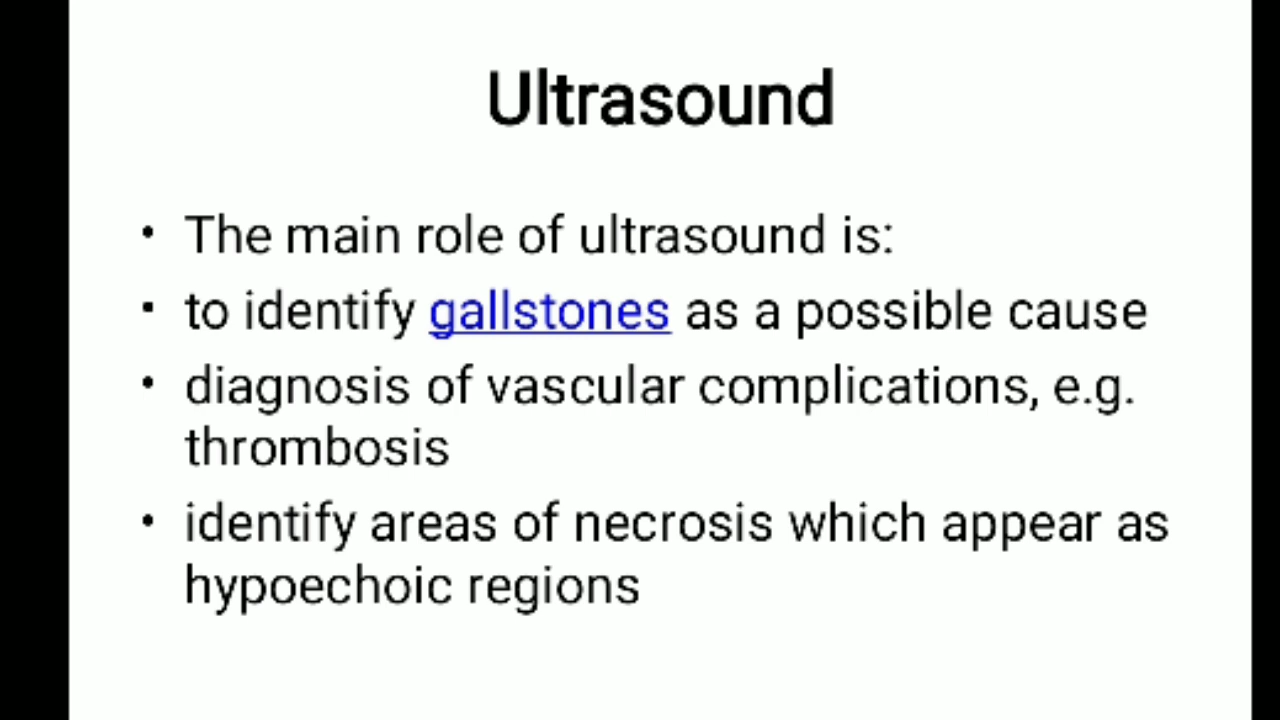 Ultrasound
• The main role of ultrasound is:
• to identify gallstones as a possible cause
• diagnosis of vascular complications, e.g.
thrombosis
• identify areas of necrosis which appear as
hypoechoic regions